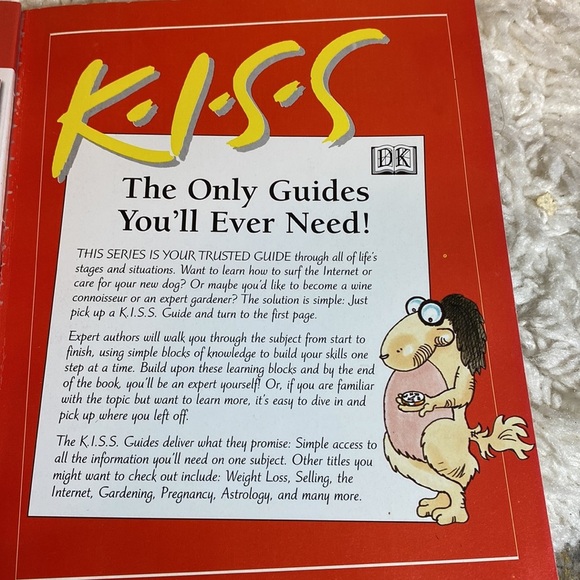 K·I·S·S
DK
The Only Guides
You'll Ever Need!
THIS SERIES IS YOUR TRUSTED GUIDE through all of life's
stages and situations. Want to learn how to surf the Internet or
care for your new dog? Or maybe you'd like to become a wine
connoisseur or an expert gardener? The solution is simple: Just
pick up a K.I.S.S. Guide and turn to the first page.
Expert authors will walk you through the subject from start to
finish, using simple blocks of knowledge to build your skills one
step at a time. Build upon these learning blocks and by the end
of the book, you'll be an expert yourself! Or, if you are familiar
with the topic but want to learn more, it's easy to dive in and
pick up where you left off.
The K.I.S.S. Guides deliver what they promise: Simple access to
all the information you'll need on one subject. Other titles you
might want to check out include: Weight Loss, Selling, the
Internet, Gardening, Pregnancy, Astrology, and many more.